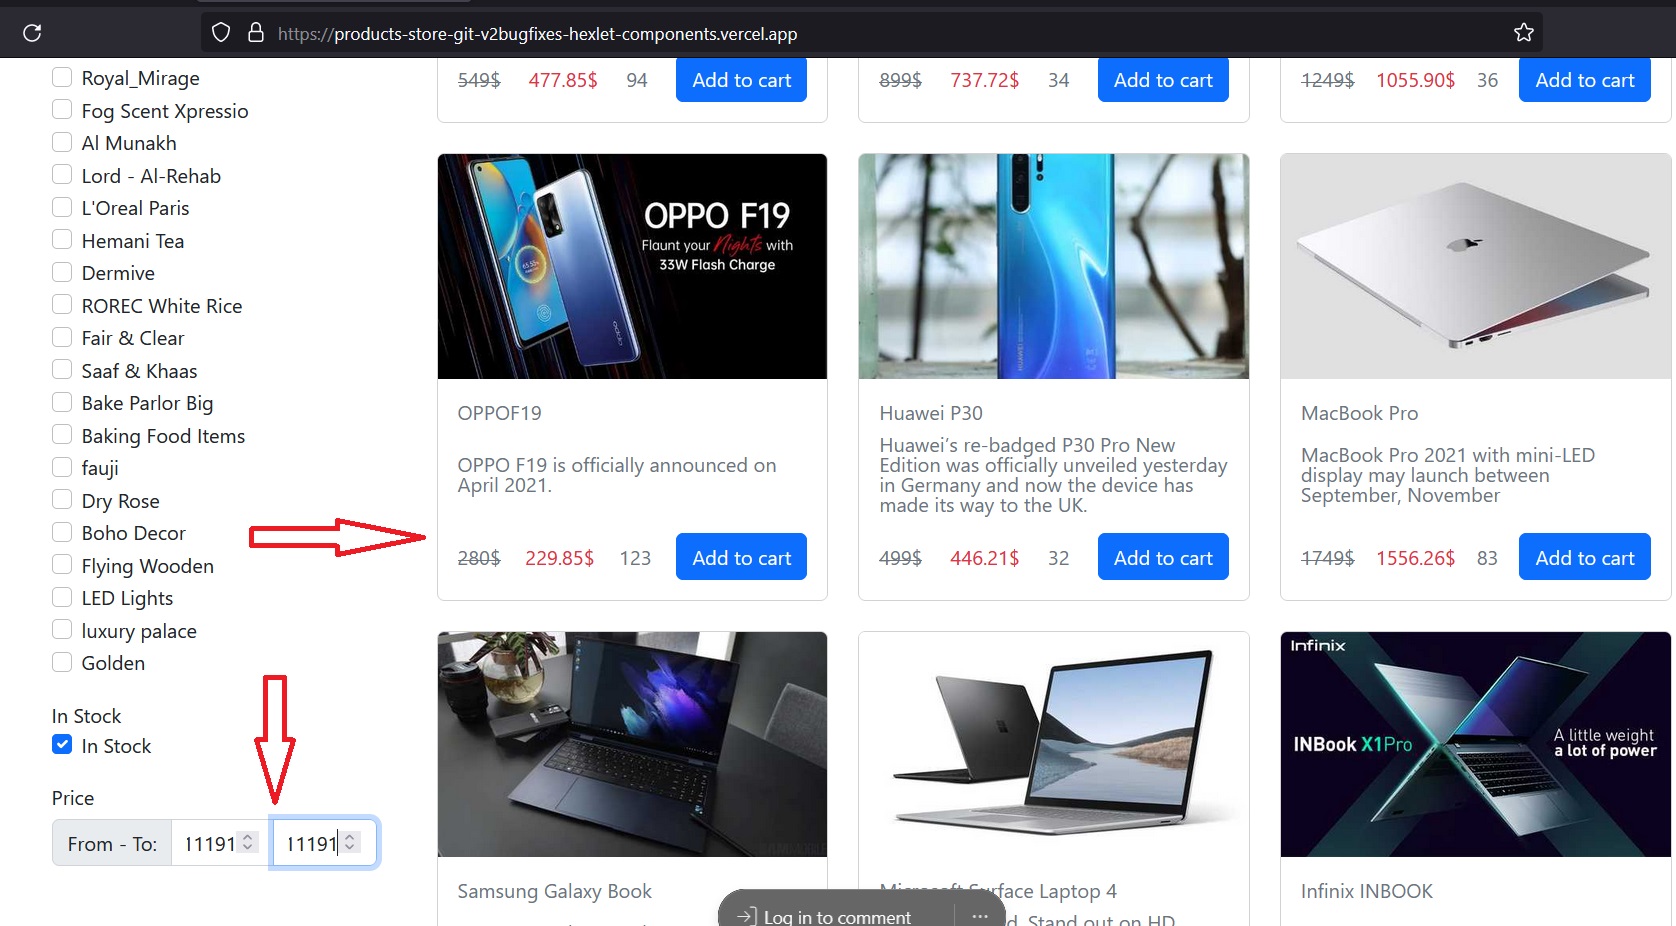 https://products-store-git-v2bugfixes-hexlet-components.vercel.app
Royal_Mirage
Fog Scent Xpressio
Al Munakh
Lord - Al-Rehab
L'Oreal Paris
Hemani Tea
Dermive
ROREC White Rice
Fair & Clear
Saaf & Khaas
Bake Parlor Big
Baking Food Items
fauji
Dry Rose
Boho Decor
Flying Wooden
LED Lights
luxury palace
Golden
In Stock
In Stock
Price
From - To: 11191 11191
549$ 477.85$ 94 Add to cart
899$ 737.72$ 34 Add to cart
1249$ 1055.90$ 36 Add to cart
OPPO F19
Flaunt your Nights with
33W Flash Charge
OPPOF19
OPPO F19 is officially announced on
April 2021.
280$ 229.85$ 123 Add to cart
HUAWEI
Huawei P30
Huawei’s re-badged P30 Pro New
Edition was officially unveiled yesterday
in Germany and now the device has
made its way to the UK.
499$ 446.21$ 32 Add to cart
MacBook Pro
MacBook Pro 2021 with mini-LED
display may launch between
September, November
1749$ 1556.26$ 83 Add to cart
Samsung Galaxy Book
Microsoft Surface Laptop 4
d. Stand out on HD
Infinix
INBook X1Pro
A little weight
a lot of power
Infinix INBOOK
Log in to comment